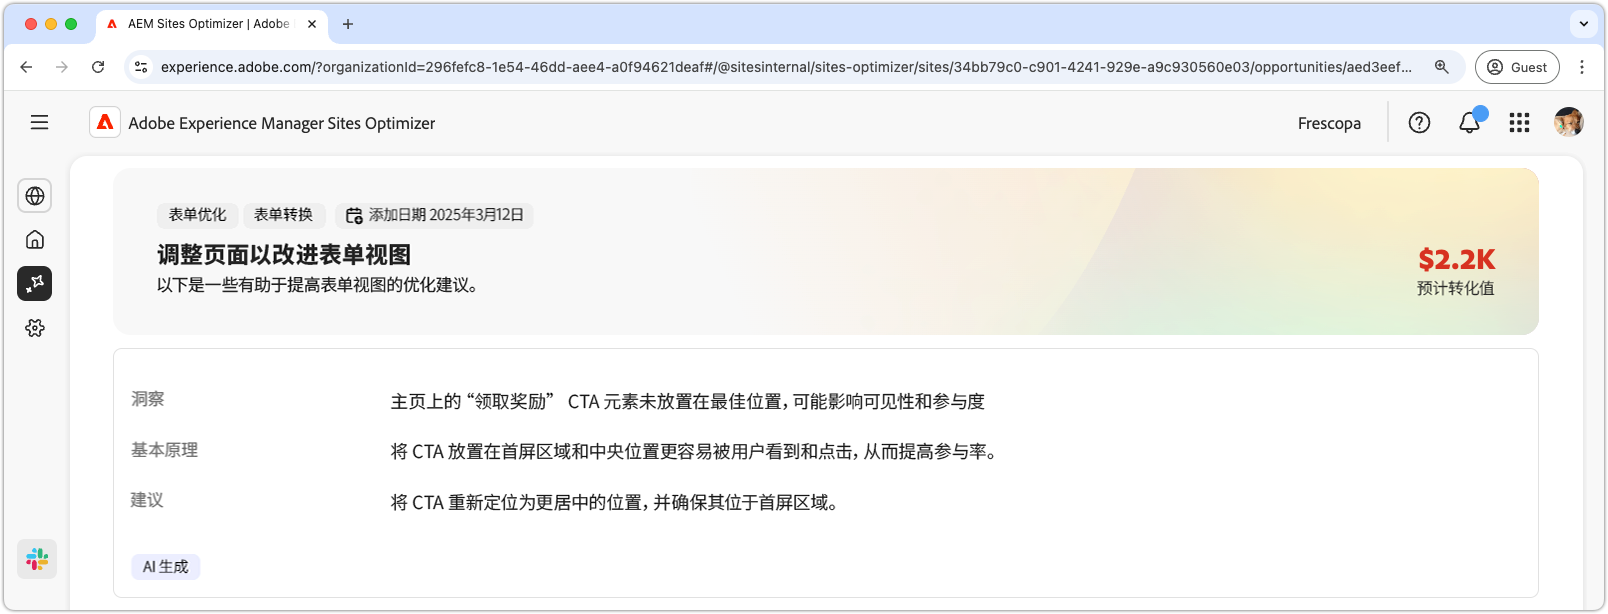 AEM Sites Optimizer | Adobe
experience.adobe.com/?organizationId=296fefc8-1e54-46dd-aee4-a0f94621deaf#/@sitesinternal/sites-optimizer/sites/34bb79c0-c901-4241-929e-a9c930560e03/opportunities/aed3eef...
Guest
Adobe Experience Manager Sites Optimizer
Frescopa
表单优化 表单转换 添加日期 2025年3月12日
调整页面以改进表单视图
以下是一些有助于提高表单视图的优化建议。
$2.2K
预计转化值
洞察 主页上的 “领取奖励” CTA 元素未放置在最佳位置，可能影响可见性和参与度
基本原理 将 CTA 放置在首屏区域和中央位置更容易被用户看到和点击，从而提高参与率。
建议 将 CTA 重新定位为更居中的位置，并确保其位于首屏区域。
AI 生成